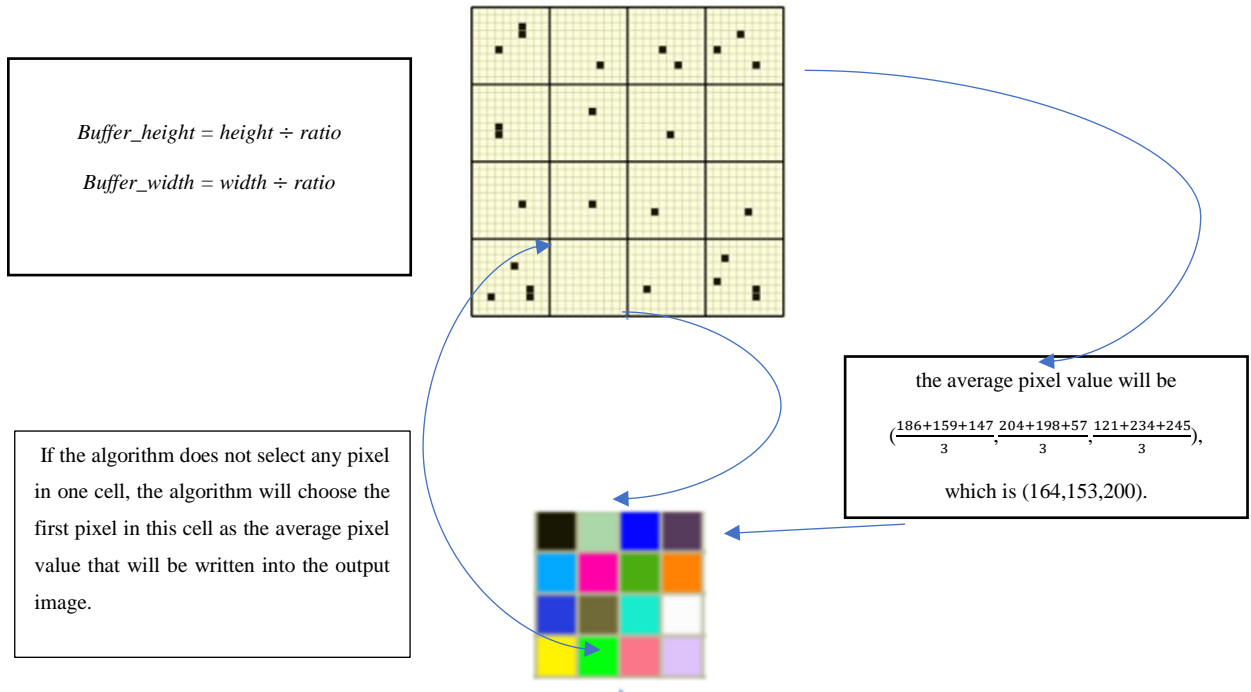 Buffer_height = height ÷ ratio
Buffer_width = width ÷ ratio
If the algorithm does not select any pixel
in one cell, the algorithm will choose the
first pixel in this cell as the average pixel
value that will be written into the output
image.
the average pixel value will be
(186+159+147/3, 204+198+57/3, 121+234+245/3),
which is (164,153,200).